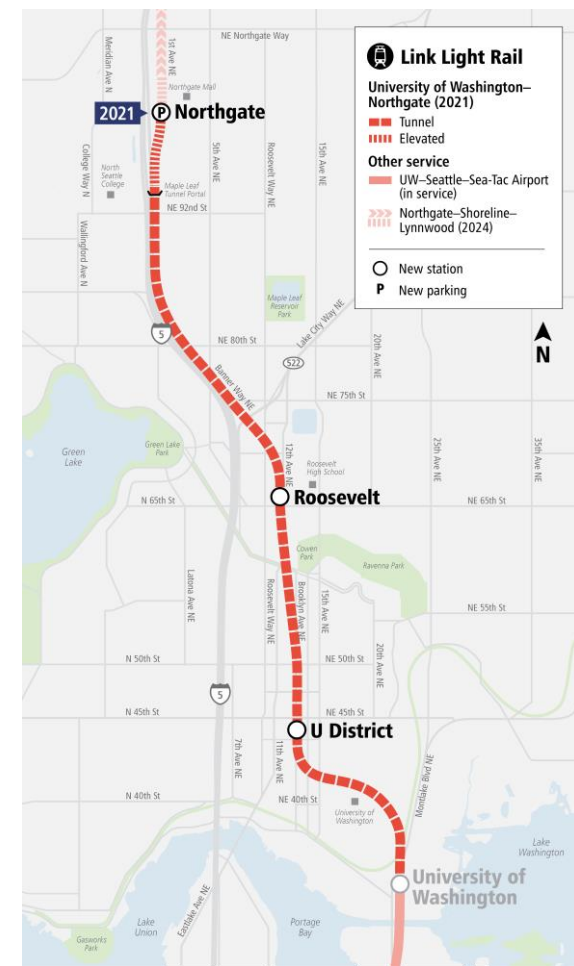 NE Northgate Way
Meridian Ave N
1st Ave NE
Northgate Mall
2021
P
Northgate
College Way N
North
Seattle
College
5th Ave NE
Roosevelt Way NE
15th Ave NE
Maple Leaf
Tunnel Portal
NE 92nd St
Wallingford Ave N
Maple Leaf
Reservoir
Park
Lake City Way NE
5
NE 80th St
522
20th Ave NE
Banner Way NE
NE 75th St
Green
Lake
Green Lake
Park
12th Ave NE
Roosevelt
High School
25th Ave NE
35th Ave NE
Roosevelt
N 65th St
NE 65th St
Cowen
Park
Ravenna Park
Latona Ave NE
Roosevelt Way NE
Brooklyn Ave NE
15th Ave NE
NE 55th St
20th Ave NE
N 50th St
NE 50th St
5
N 45th St
NE 45th St
U District
7th Ave NE
11th Ave NE
Montlake Blvd NE
N 40th St
NE 40th St
University of
Washington
Lake
Washington
University of
Washington
Eastlake Ave NE
Lake
Union
Portage
Bay
Gasworks
Park
Link Light Rail
University of Washington–
Northgate (2021)
Tunnel
Elevated
Other service
UW–Seattle–Sea-Tac Airport
(in service)
Northgate–Shoreline–
Lynnwood (2024)
New station
P New parking
N